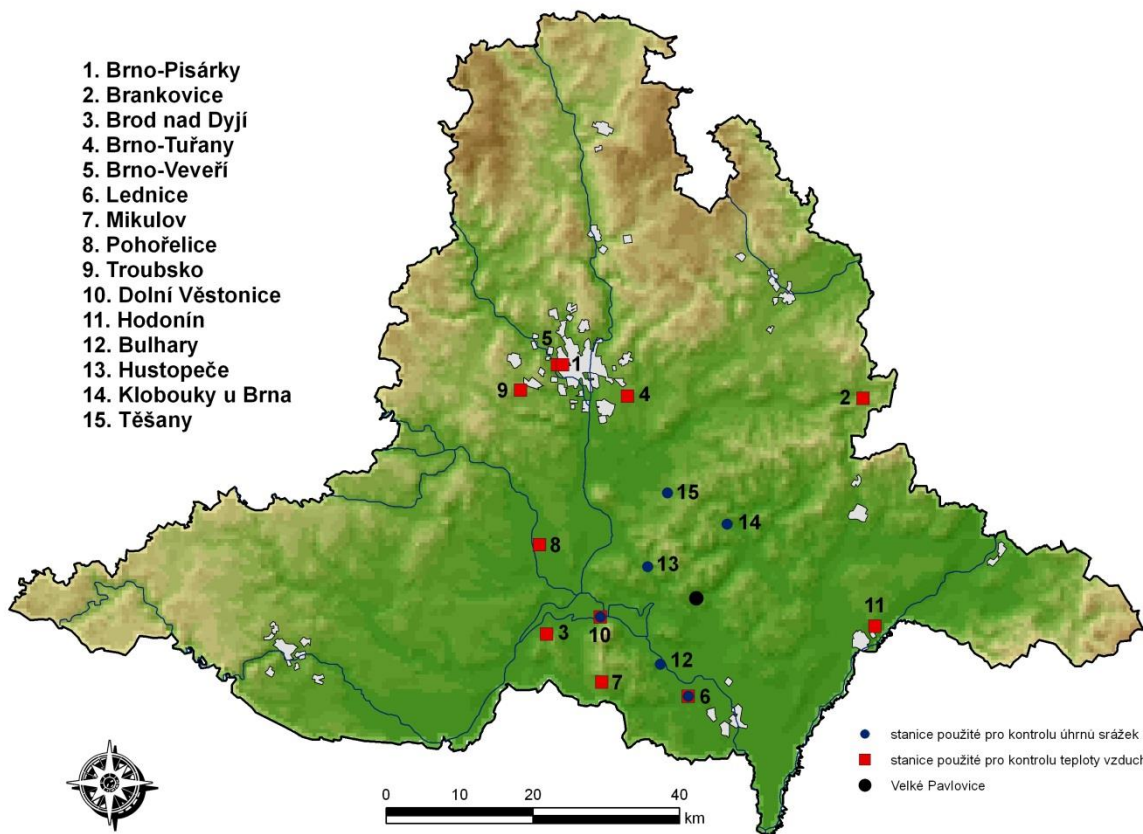 1. Brno-Pisárky
2. Brankovice
3. Brod nad Dyjí
4. Brno-Tuřany
5. Brno-Veveří
6. Lednice
7. Mikulov
8. Pohořelice
9. Troubsko
10. Dolní Věstonice
11. Hodonín
12. Bulhary
13. Hustopeče
14. Klobouky u Brna
15. Těšany
5
1
9
4
2
15
14
8
13
11
10
3
12
7
6
stanice použité pro kontrolu úhrnů srážek
stanice použité pro kontrolu teploty vzduch
Velké Pavlovice
0 10 20 40
km